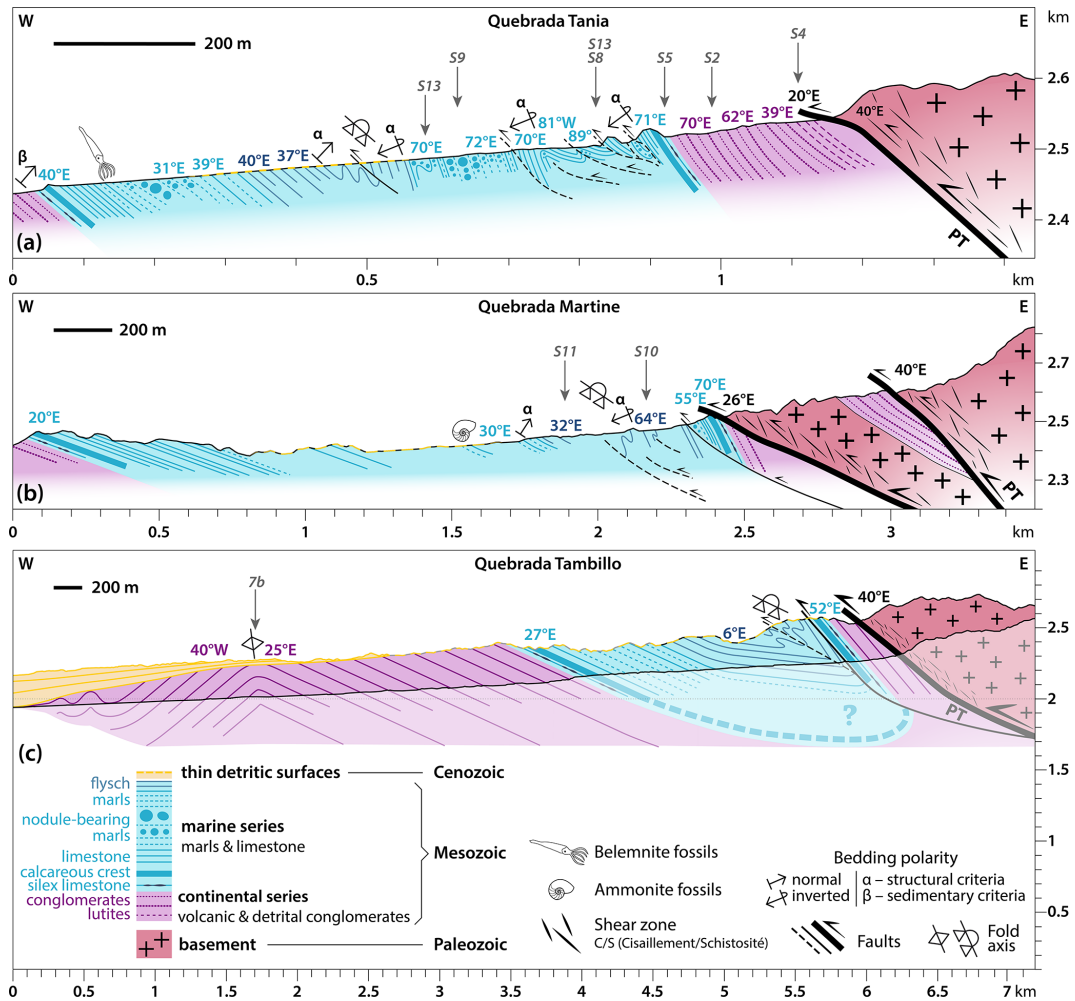 W
Quebrada Tania
E
km
200 m
S13
S4
S9
S8
S5
S2
S13
2.6
20°E
40°E
α
α
71°E
81°W
70°E
62°E
39°E
α
α
70°E
72°E
70°E
89°
2.5
β
40°E
31°E
39°E
40°E
37°E
2.4
PT
(a)
0
0.5
1
km
W
Quebrada Martine
E
200 m
S11
S10
2.7
40°E
70°E
55°E
26°E
α
α
64°E
20°E
30°E
32°E
2.5
2.3
PT
(b)
0
0.5
1
1.5
2
2.5
3
km
W
Quebrada Tambillo
E
200 m
7b
40°E
52°E
2.5
40°W
25°E
27°E
6°E
2
?
PT
(c)
1.5
1
0.5
thin detritic surfaces
Cenozoic
flysch
marls
nodule-bearing
marls
marine series
marls & limestone
Mesozoic
limestone
calcareous crest
silex limestone
conglomerates
lutites
continental series
volcanic & detrital conglomerates
basement
Paleozoic
Belemnite fossils
Ammonite fossils
Shear zone
C/S (Cisaillement/Schistosité)
Bedding polarity
normal
inverted
α – structural criteria
β – sedimentary criteria
Faults
Fold
axis
0
0.5
1
1.5
2
2.5
3
3.5
4
4.5
5
5.5
6
6.5
7 km